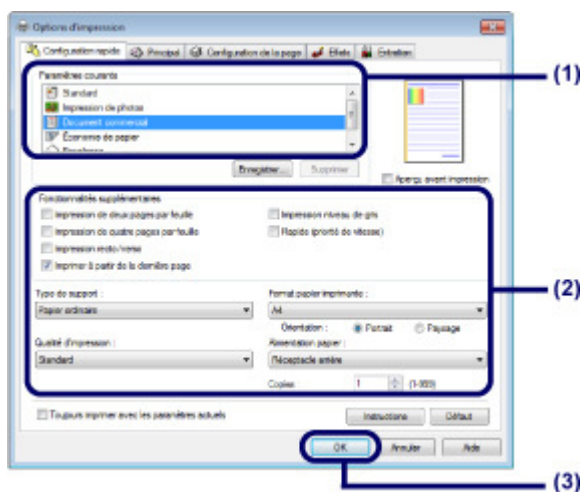 Options d'impression
Configuration rapide Principal Configuration de la page Effets Entretien
Paramètres courants
(1)
Standard
Impression de photos
Document commercial
Économie de papier
Enveloppe
Enregistrer... Supprimer
Aperçu avant impression
Fonctionnalités supplémentaires
Impression de deux pages par feuille
Impression niveau de gris
Impression de quatre pages par feuille
Rapide (priorité de vitesse)
Impression recto/verso
Imprimer à partir de la dernière page
(2)
Type de support :
Format papier imprimante :
Papier ordinaire
A4
Orientation : Portrait Paysage
Qualité d'impression :
Alimentation papier :
Standard
Réceptacle arrière
Copies 1 (1-999)
Toujours imprimer avec les paramètres actuels
Instructions Défaut
OK Annuler Aide
(3)